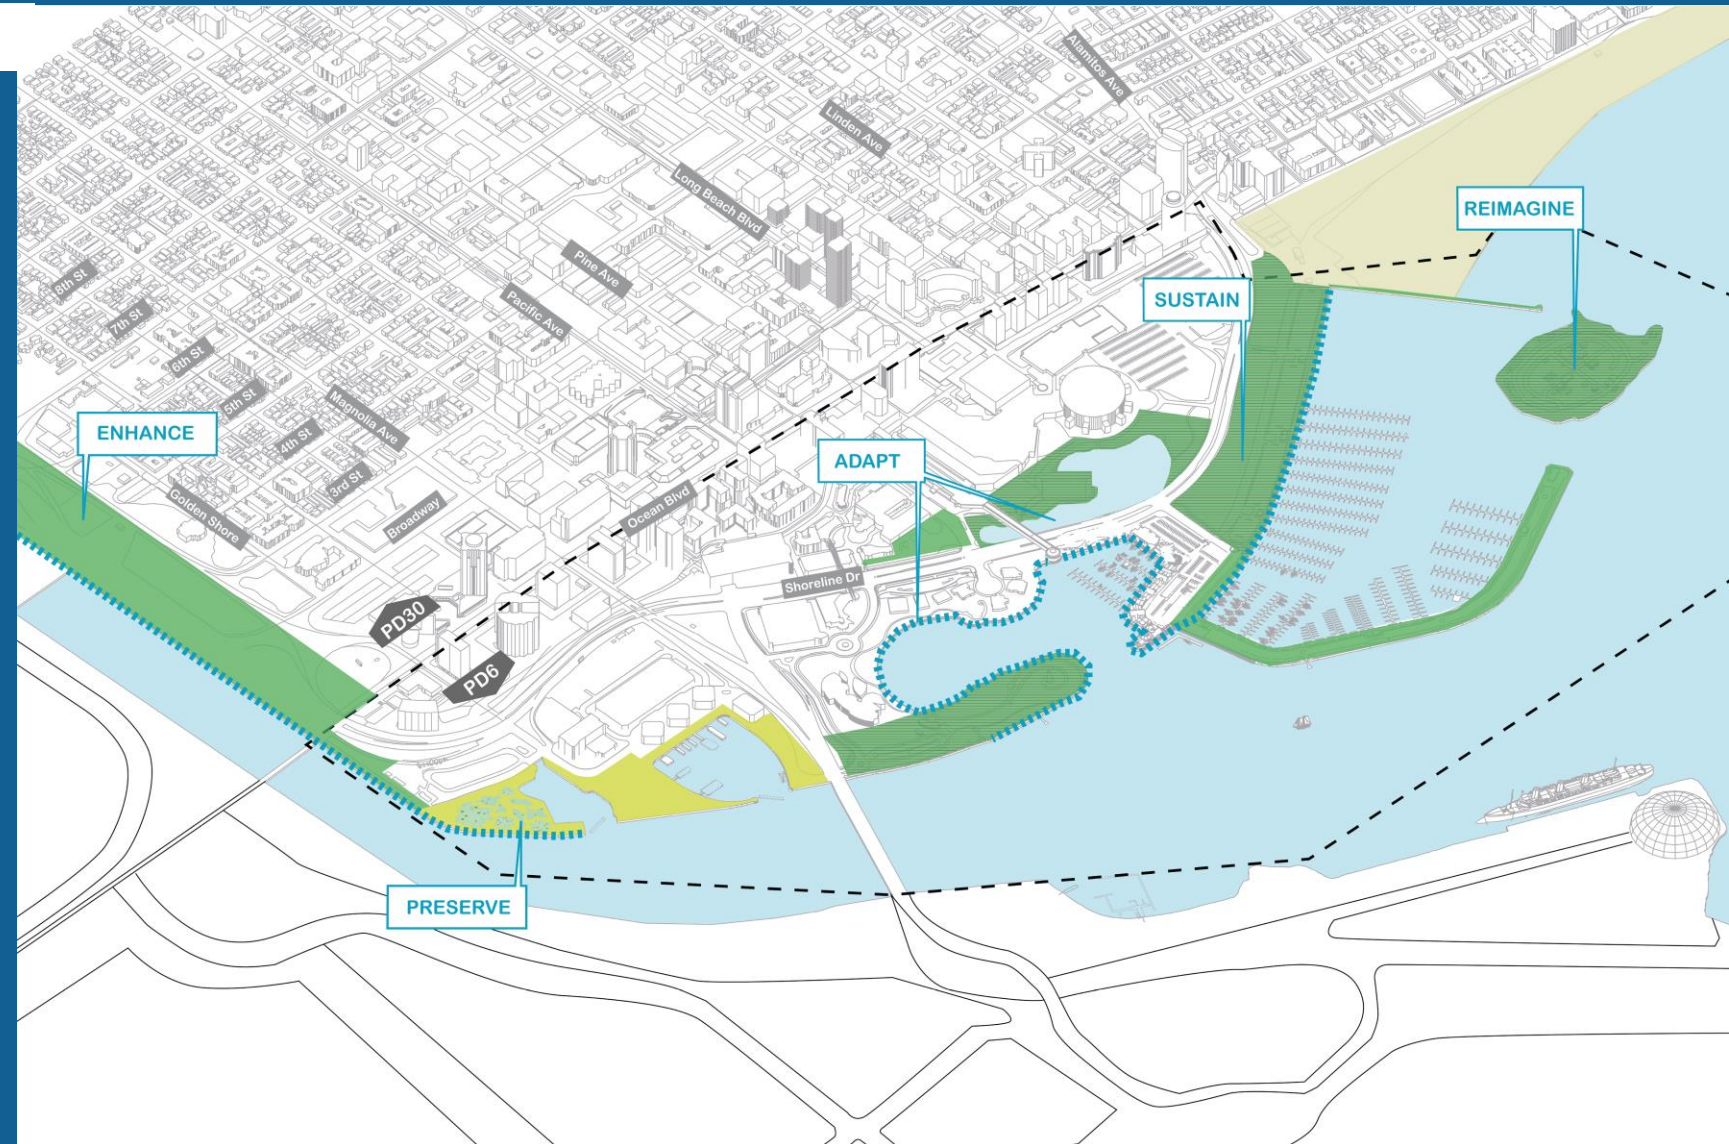 Alamitos Ave
Linden Ave
Long Beach Blvd
REIMAGINE
Pine Ave
8th St
7th St
Pacific Ave
SUSTAIN
6th St
5th St
Magnolia Ave
ENHANCE
4th St
3rd St
ADAPT
Golden Shore
Broadway
Ocean Blvd
Shoreline Dr
PD30
PD6
PRESERVE